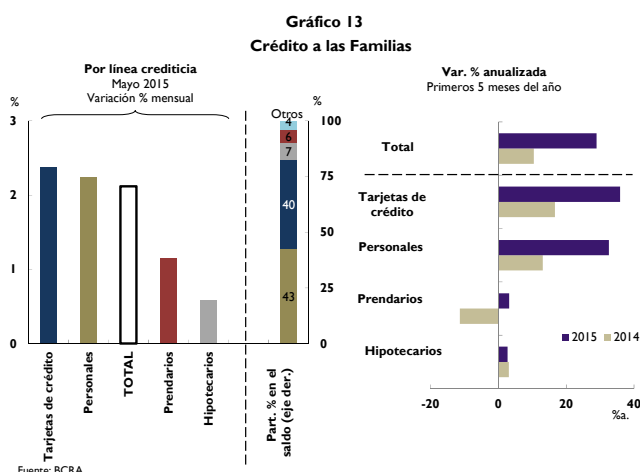 Gráfico 13
Crédito a las Familias
Por línea crediticia
Mayo 2015
Variación % mensual
%
3
2
1
0
Tarjetas de crédito
Personales
TOTAL
Prendarios
Hipotecarios
Otros
4
6
7
40
43
%
100
75
50
25
0
Part. % en el
saldo (eje der.)
Fuente: BCRA
Var. % anualizada
Primeros 5 meses del año
Total
Tarjetas de
crédito
Personales
Prendarios
Hipotecarios
2015 2014
-20 0 20 40
%a.